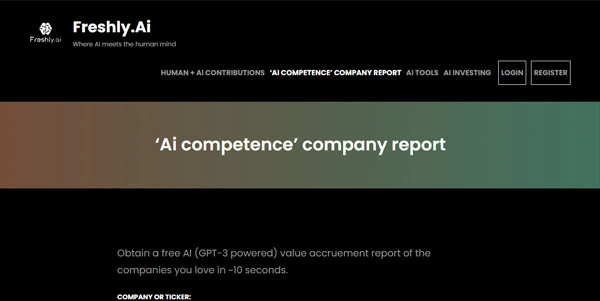 Freshly.ai
Freshly.Ai
Where AI meets the human mind
HUMAN + AI CONTRIBUTIONS ‘AI COMPETENCE’ COMPANY REPORT AI TOOLS AI INVESTING LOGIN REGISTER
‘Ai competence’ company report
Obtain a free AI (GPT-3 powered) value accruement report of the
companies you love in ~10 seconds.
COMPANY OR TICKER: